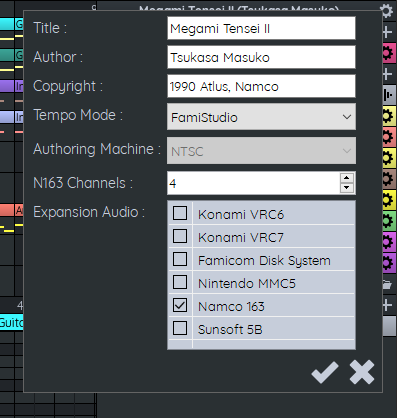 Megami Tensei II (Tsukasa Masuko)
Title : Megami Tensei II
Author : Tsukasa Masuko
Copyright : 1990 Atlus, Namco
Tempo Mode : FamiStudio
Authoring Machine : NTSC
N163 Channels : 4
Expansion Audio :
Konami VRC6
Konami VRC7
Famicom Disk System
Nintendo MMC5
Namco 163
Sunsoft 5B
4
Guita